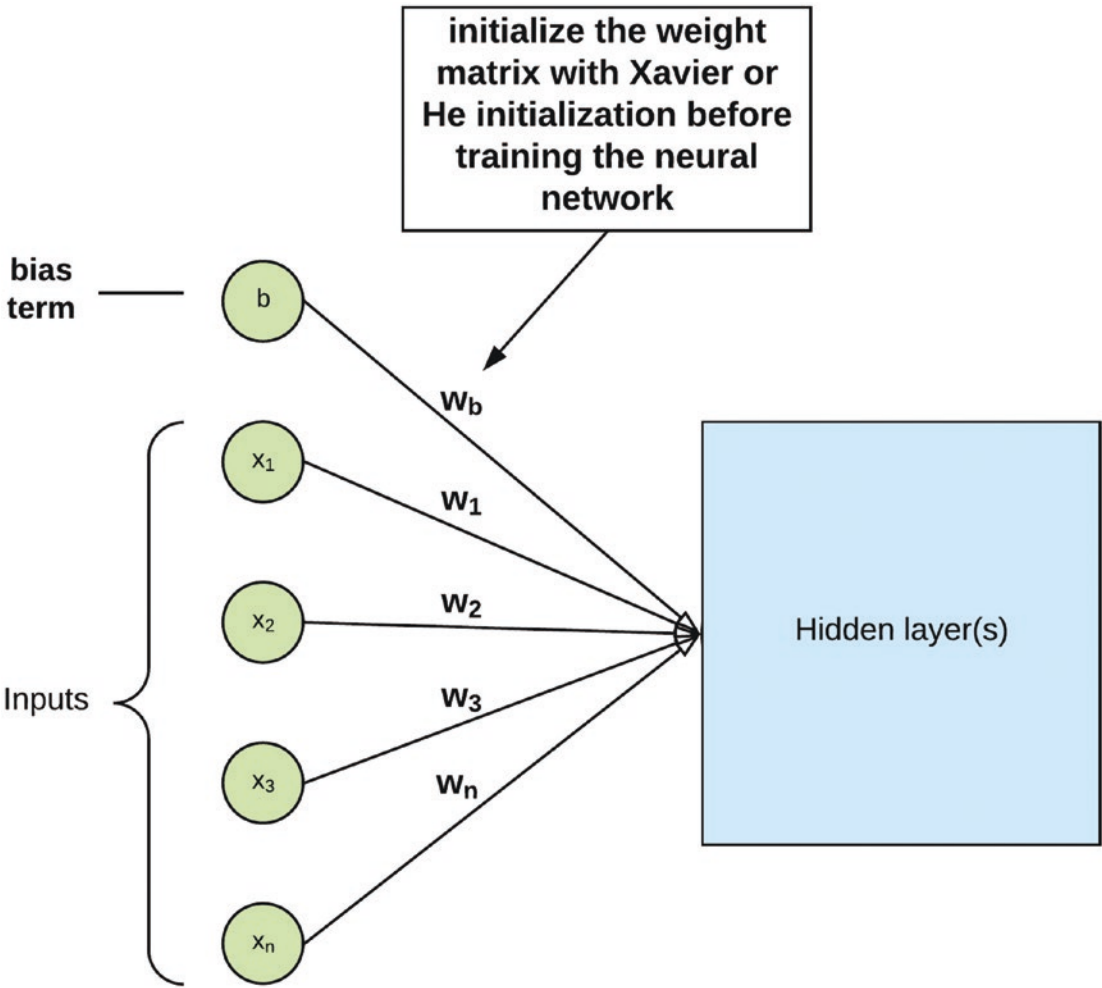 initialize the weight
matrix with Xavier or
He initialization before
training the neural
network
bias
term
b
w_b
x₁
w₁
x₂
w₂
Hidden layer(s)
Inputs
w₃
x₃
wₙ
xₙ